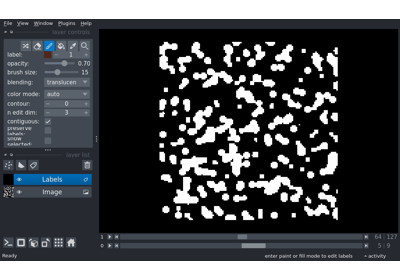 File View Window Plugins Help
layer controls
label: 1
opacity: 0.70
brush size: 15
blending: translucen
color mode: auto
contour: 0
n edit dim: 3
contiguous:
preserve labels:
show selected:
layer list
Labels
Image
1 64 127
0 5 9
Ready enter paint or fill mode to edit labels activity